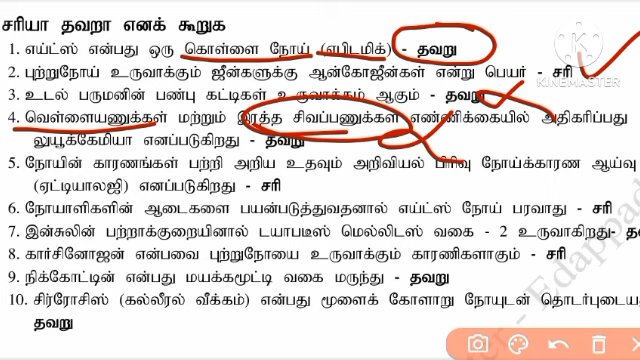 சரியா தவறா எனக் கூறுக
1. எய்ட்ஸ் என்பது ஒரு கொள்ளை நோய் (எபிடமிக்) - தவறு
2. புற்றுநோய் உருவாக்கும் ஜீன்களுக்கு ஆன்கோஜீன்கள் என்று பெயர் - சரி
3. உடல் பருமனின் பண்பு கட்டிகள் உருவாக்கம் ஆகும் - தவறு
4. வெள்ளையணுக்கள் மற்றும் இரத்த சிவப்பணுக்கள் எண்ணிக்கையில் அதிகரிப்பது
லுயூக்கேமியா எனப்படுகிறது - தவறு
5. நோயின் காரணங்கள் பற்றி அறிய உதவும் அறிவியல் பிரிவு நோய்க்காரண ஆய்வு
(ஏட்டியாலஜி) எனப்படுகிறது - சரி
6. நோயாளிகளின் ஆடைகளை பயன்படுத்துவதனால் எய்ட்ஸ் நோய் பரவாது - சரி
7. இன்சுலின் பற்றாக்குறையினால் டயாபடீஸ் மெல்லிடஸ் வகை - 2 உருவாகிறது- த
8. கார்சினோஜன் என்பவை புற்றுநோயை உருவாக்கும் காரணிகளாகும் - சரி
9. நிக்கோட்டின் என்பது மயக்கமூட்டி வகை மருந்து - தவறு
10. சிர்ரோசிஸ் (கல்லீரல் வீக்கம்) என்பது மூளைக் கோளாறு நோயுடன் தொடர்புடைய
தவறு
KINEMASTER